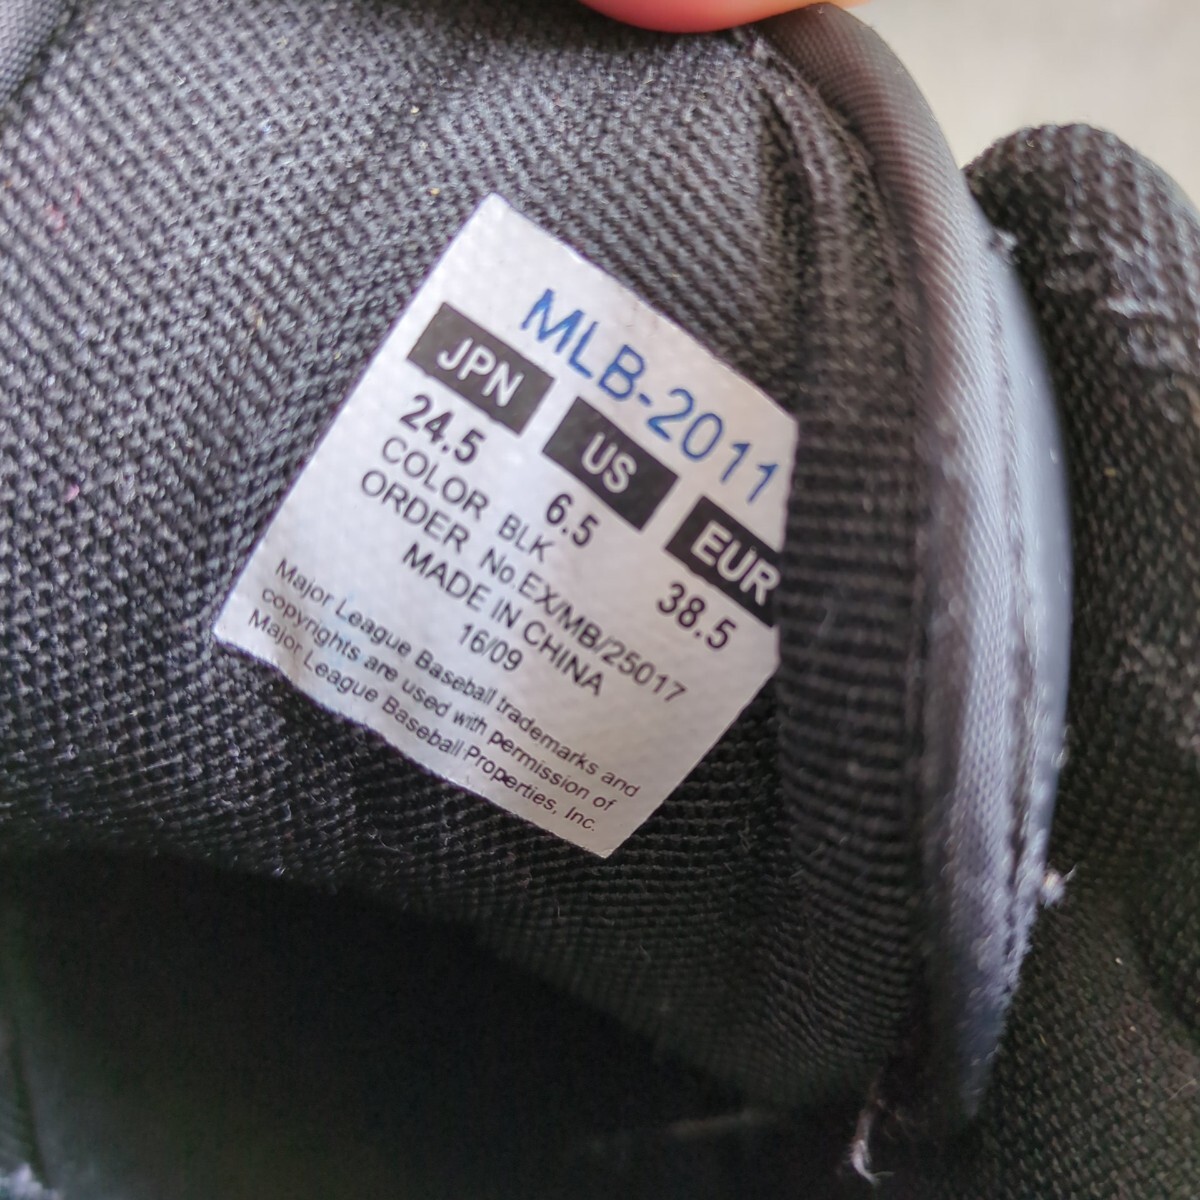 MLB-2011
JPN US EUR
24.5 6.5 38.5
COLOR BLK
ORDER No.EX/MB/25017
MADE IN CHINA
16/09
Major League Baseball trademarks and
copyrights are used with permission of
Major League Baseball Properties, Inc.